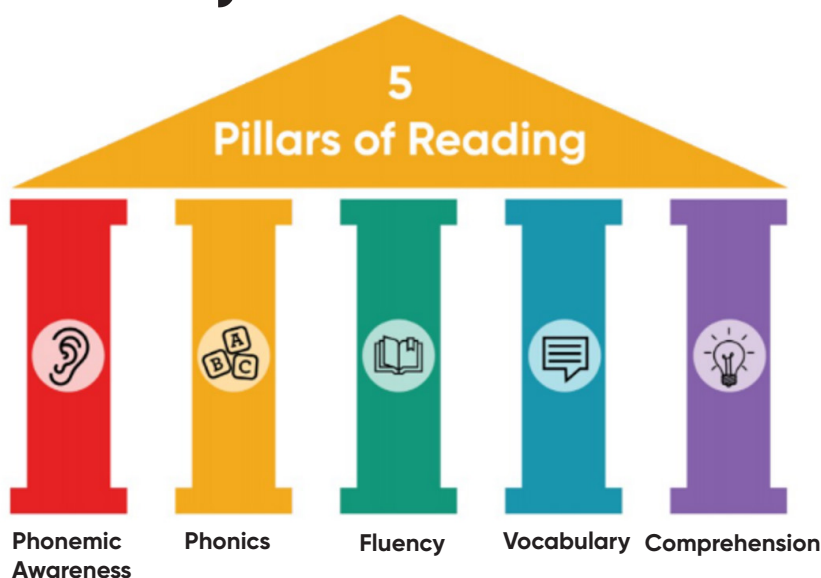 5
Pillars of Reading
A
B C
Phonemic Phonics Fluency Vocabulary Comprehension
Awareness